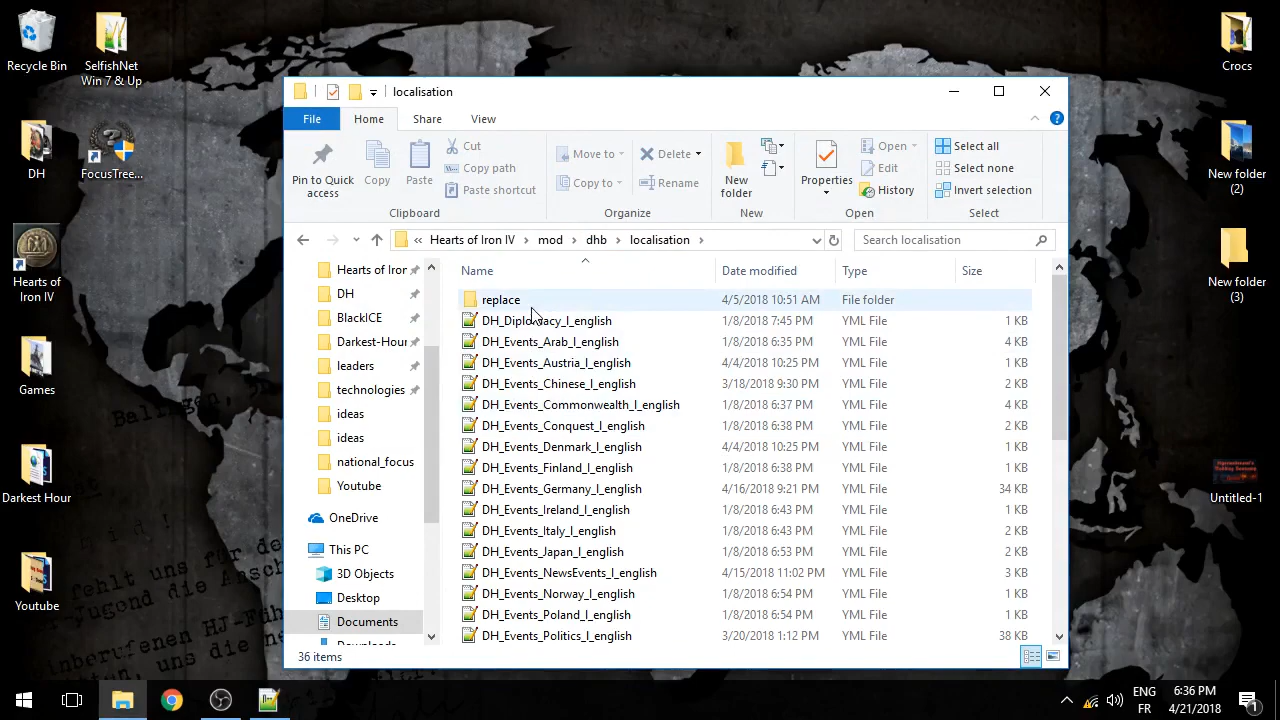 Recycle Bin
SelfishNet
Win 7 & Up
DH
FocusTree...
Hearts of
Iron IV
Games
Darkest Hour
Youtube
Crocs
New folder
(2)
New folder
(3)
Untitled-1
Balingen,
fehlt uns für de
inberufenen HJ-Füh
localisation
File
Home
Share
View
Pin to Quick
access
Copy
Paste
Cut
Copy path
Paste shortcut
Clipboard
Move to
Copy to
Delete
Rename
Organize
New
folder
New
Properties
Open
Edit
History
Open
Select all
Select none
Invert selection
Select
« Hearts of Iron IV > mod > dhb > localisation >
Search localisation
Hearts of Iror
DH
BlackICE
Darkest-Hour
leaders
technologies
ideas
ideas
national_focus
Youtube
OneDrive
This PC
3D Objects
Desktop
Documents
Downloads
Name Date modified Type Size
replace 4/5/2018 10:51 AM File folder
DH_Diplomacy_l_english 1/8/2018 7:45 PM YML File 1 KB
DH_Events_Arab_l_english 1/8/2018 6:35 PM YML File 4 KB
DH_Events_Austria_l_english 4/4/2018 10:25 PM YML File 1 KB
DH_Events_Chinese_l_english 3/18/2018 9:30 PM YML File 2 KB
DH_Events_Commonwealth_l_english 1/8/2018 6:37 PM YML File 4 KB
DH_Events_Conquest_l_english 1/8/2018 6:38 PM YML File 2 KB
DH_Events_Denmark_l_english 4/4/2018 10:25 PM YML File 1 KB
DH_Events_Finland_l_english 1/8/2018 6:38 PM YML File 1 KB
DH_Events_Germany_l_english 4/16/2018 9:21 PM YML File 34 KB
DH_Events_Ireland_l_english 1/8/2018 6:43 PM YML File 1 KB
DH_Events_Italy_l_english 1/8/2018 6:43 PM YML File 2 KB
DH_Events_Japan_l_english 1/8/2018 6:53 PM YML File 2 KB
DH_Events_NewsEvents_l_english 4/15/2018 11:02 PM YML File 3 KB
DH_Events_Norway_l_english 1/8/2018 6:54 PM YML File 1 KB
DH_Events_Poland_l_english 1/8/2018 6:54 PM YML File 1 KB
DH_Events_Politics_l_english 3/20/2018 1:12 PM YML File 38 KB
36 items
ENG
FR
6:36 PM
4/21/2018
1